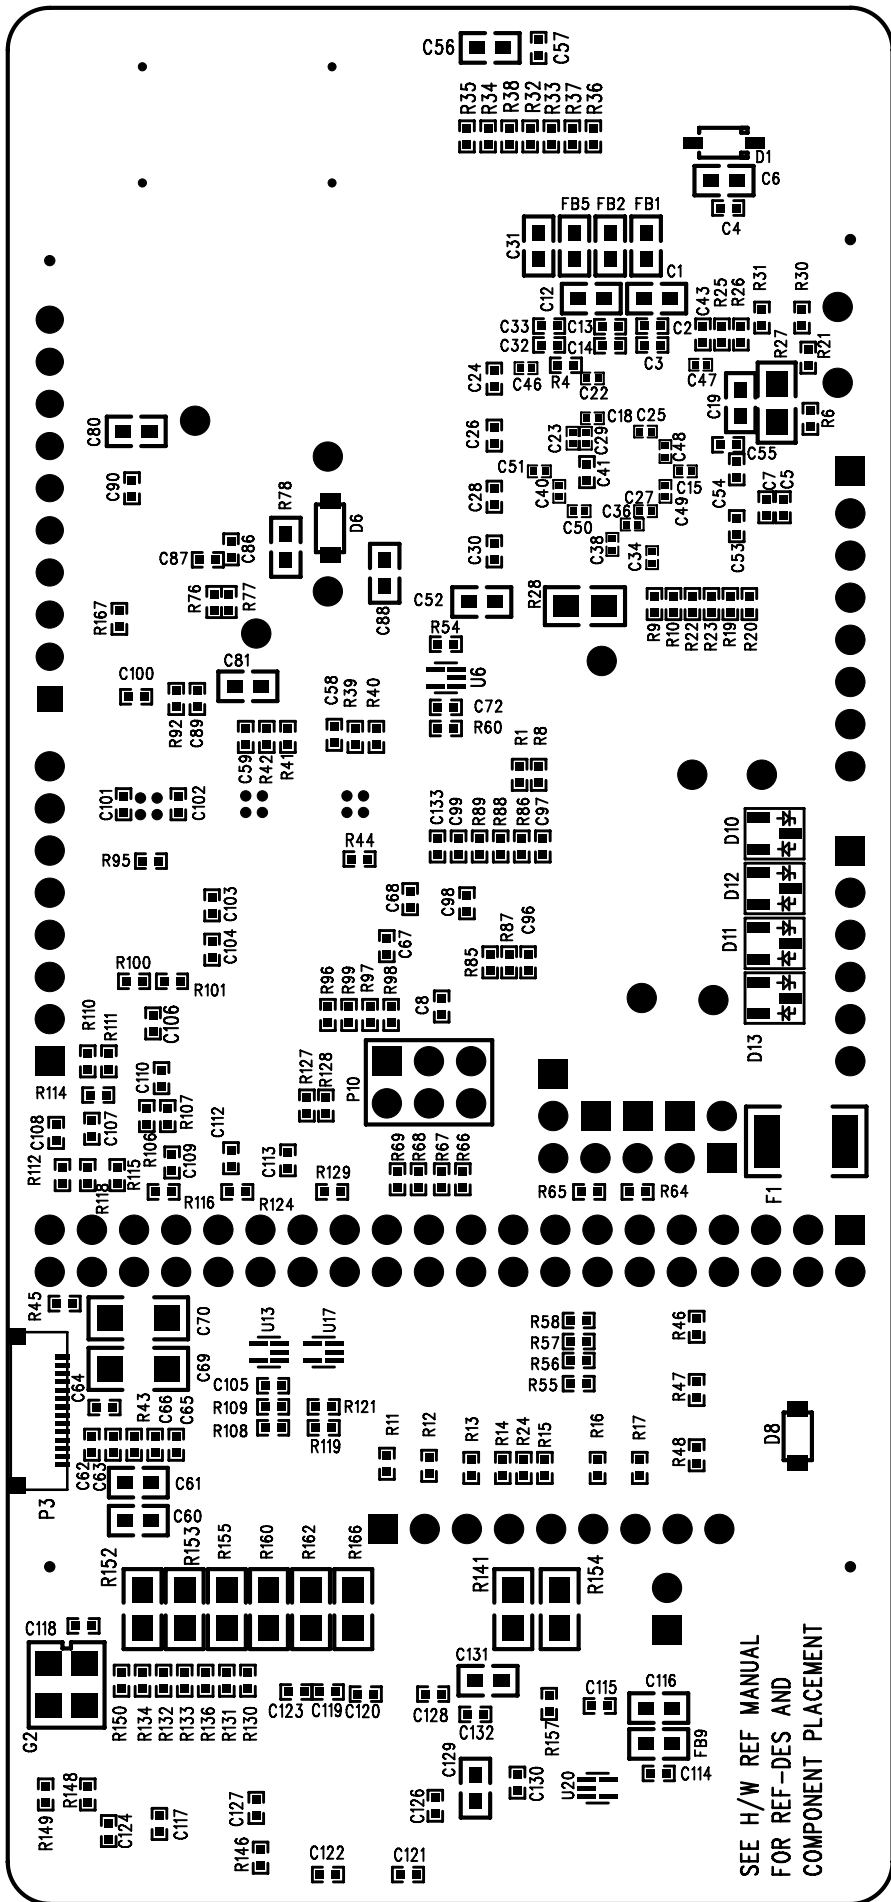 C56
C57
R35
R34
R38
R32
R33
R37
R36
D1
C6
C4
FB5
FB2
FB1
C31
C1
C12
C33
C13
C2
C32
C14
C3
C43
R25
R26
R31
R30
R27
R21
C24
C46
R4
C22
C47
C19
R6
C80
C26
C23
C29
C18
C25
C48
C55
C90
R78
D6
C28
C51
C40
C41
C15
C49
C54
C7
C5
C27
C36
C50
C87
C86
C30
C38
C34
C53
R76
R77
C88
C52
R28
R9
R10
R22
R23
R19
R20
R167
R54
C100
C81
U6
R92
C89
C58
R39
R40
C72
R60
C59
R42
R41
R1
R8
C101
C102
C133
C99
R89
R88
R86
C97
D10
R95
R44
D12
C103
C68
C98
C104
C67
R85
R87
C96
D11
R100
R101
R96
R99
R97
R98
C8
D13
R110
R111
C106
R114
C110
R127
R128
P10
C108
C107
R106
R107
C112
R112
R118
R115
C109
C113
R69
R68
R67
R66
R116
R124
R129
R65
R64
F1
R45
C70
U13
U17
R58
R57
R56
R55
R46
C64
C69
C105
R109
R108
R121
R119
R47
P3
C62
C63
R43
C66
C65
R11
R12
R13
R14
R24
R15
R16
R17
R48
D8
C61
C60
R152
R153
R155
R160
R162
R166
R141
R154
C118
G2
R150
R134
R132
R133
R136
R131
R130
C123
C119
C120
C128
C131
C132
R157
C115
C116
FB9
C114
R149
R148
C124
C117
C127
R146
C126
C129
C130
U20
C122
C121
SEE H/W REF MANUAL
FOR REF-DES AND
COMPONENT PLACEMENT